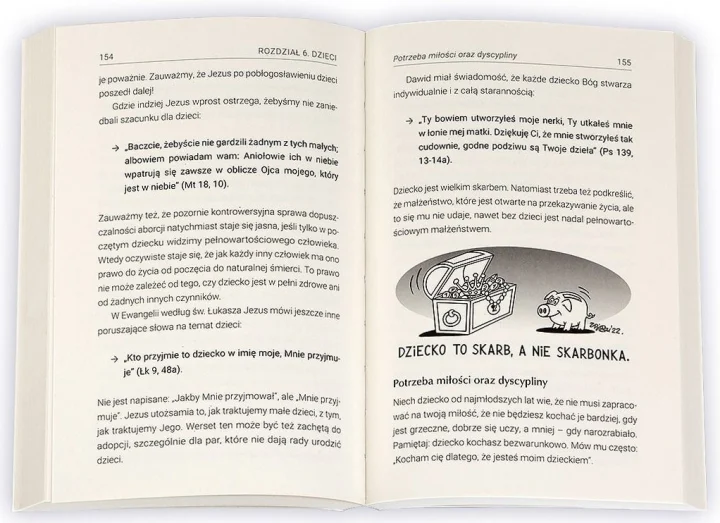 154
ROZDZIAŁ 6. DZIECI
je poważnie. Zauważmy, że Jezus po pobłogosławieniu dzieci
poszedł dalej!
Gdzie indziej Jezus wprost ostrzega, żebyśmy nie zanie-
dbali szacunku dla dzieci:
→ „Baczcie, żebyście nie gardzili żadnym z tych małych;
albowiem powiadam wam: Aniołowie ich w niebie
wpatrują się zawsze w oblicze Ojca mojego, który
jest w niebie" (Mt 18, 10).
Zauważmy też, że pozornie kontrowersyjna sprawa dopusz-
czalności aborcji natychmiast staje się jasna, jeśli tylko w po-
czętym dziecku widzimy pełnowartościowego człowieka.
Wtedy oczywiste staje się, że jak każdy inny człowiek ma ono
prawo do życia od poczęcia do naturalnej śmierci. To prawo
nie może zależeć od tego, czy dziecko jest w pełni zdrowe ani
od żadnych innych czynników.
W Ewangelii według św. Łukasza Jezus mówi jeszcze inne
poruszające słowa na temat dzieci:
→ „Kto przyjmie to dziecko w imię moje, Mnie przyjmu-
je" (Łk 9, 48a).
Nie jest napisane: „Jakby Mnie przyjmował", ale „Mnie przyj-
muje". Jezus utożsamia to, jak traktujemy małe dzieci, z tym,
jak traktujemy Jego. Werset ten może być też zachętą do
adopcji, szczególnie dla par, które nie dają rady urodzić
dzieci.
Potrzeba miłości oraz dyscypliny
155
Dawid miał świadomość, że każde dziecko Bóg stwarza
indywidualnie i z całą starannością:
→ „Ty bowiem utworzyłeś moje nerki, Ty utkałeś mnie
w łonie mej matki. Dziękuję Ci, że mnie stworzyłeś tak
cudownie, godne podziwu są Twoje dzieła" (Ps 139,
13-14a).
Dziecko jest wielkim skarbem. Natomiast trzeba też podkreślić,
że małżeństwo, które jest otwarte na przekazywanie życia, ale
to się mu nie udaje, nawet bez dzieci jest nadal pełnowarto-
ściowym małżeństwem.
DZIECKO TO SKARB, A NIE SKARBONKA.
Potrzeba miłości oraz dyscypliny
Niech dziecko od najmłodszych lat wie, że nie musi zapraco-
wać na twoją miłość, że nie będziesz kochać je bardziej, gdy
jest grzeczne, dobrze się uczy, a mniej – gdy narozrabiało.
Pamiętaj: dziecko kochasz bezwarunkowo. Mów mu często:
„Kocham cię dlatego, że jesteś moim dzieckiem".